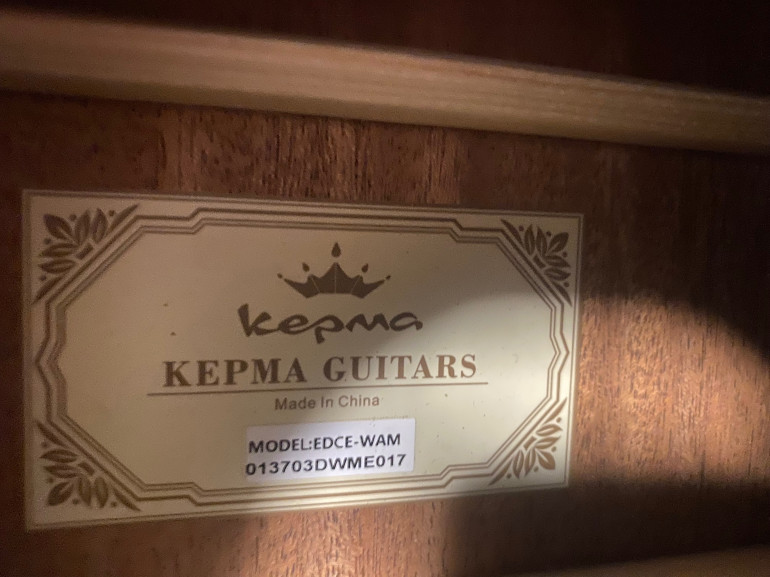 kepma
KEPMA GUITARS
Made In China
MODEL:EDCE-WAM
013703DWME017